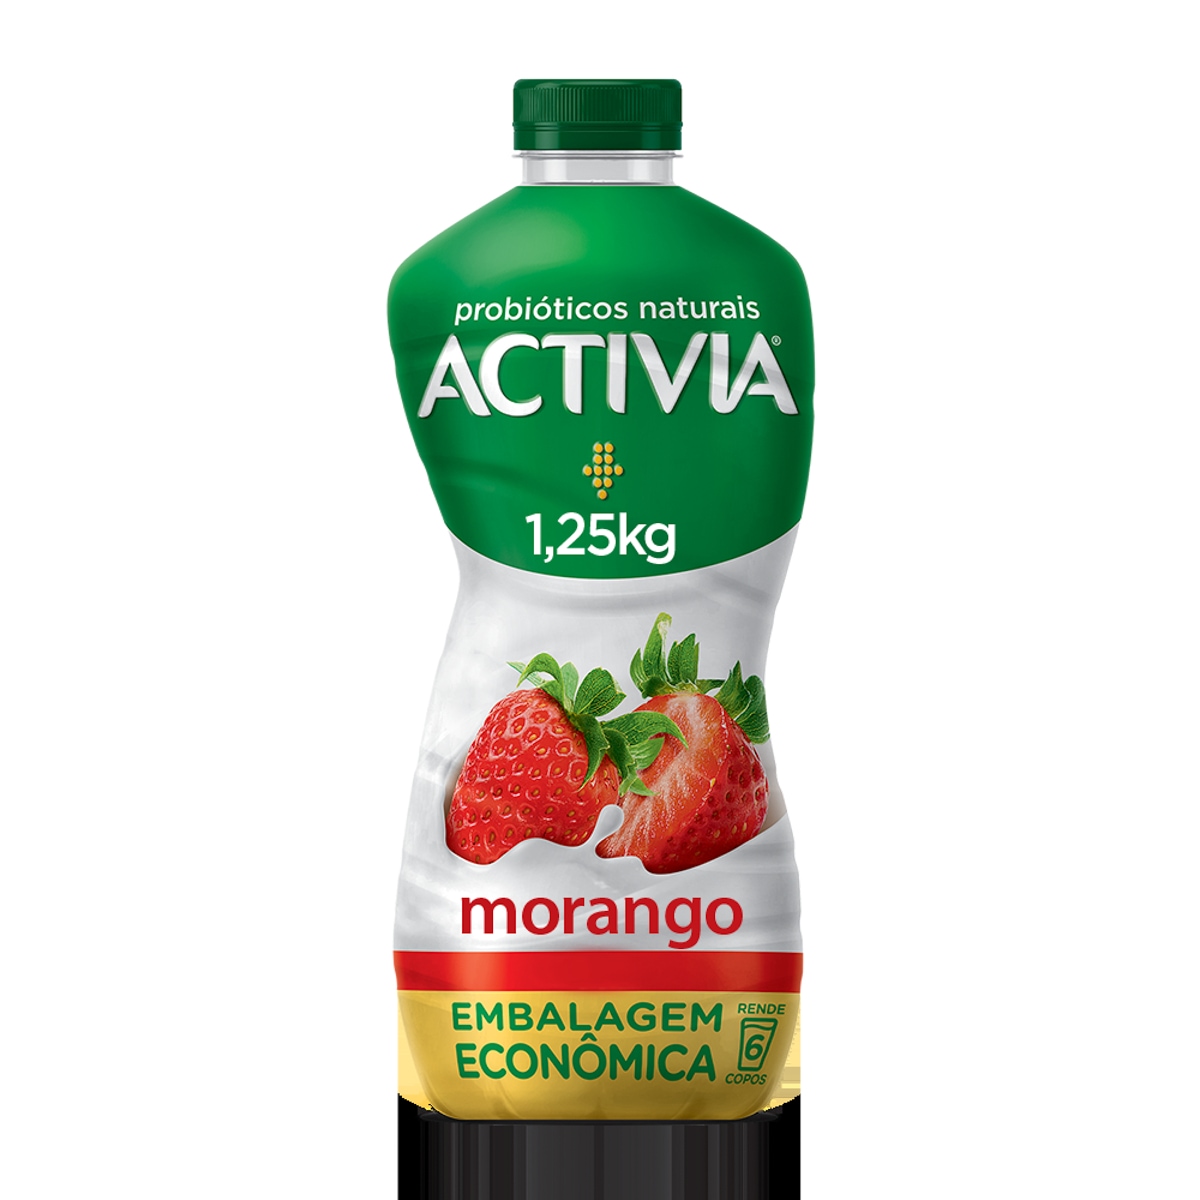 probióticos naturais
ACTIVIA®
1,25kg
morango
EMBALAGEM
ECONÔMICA
RENDE
6
COPOS